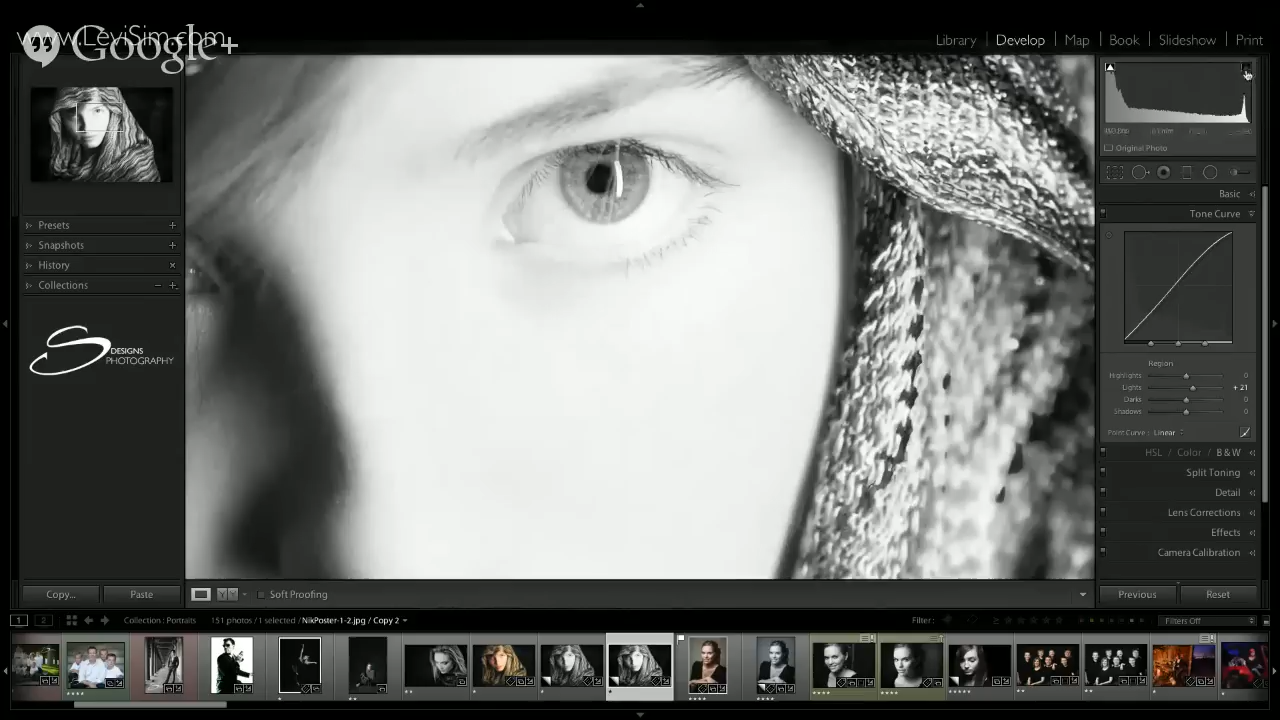 www.LeviSim.com
Google+
Library | Develop | Map | Book | Slideshow | Print
Original Photo
Basic
Presets
Tone Curve
Snapshots
History
Collections
S DESIGNS
PHOTOGRAPHY
Region
Highlights 0
Lights + 21
Darks 0
Shadows 0
Point Curve : Linear
HSL / Color / B & W
Split Toning
Detail
Lens Corrections
Effects
Camera Calibration
Copy... Paste
Soft Proofing
Previous Reset
1 2 Collection : Portraits 151 photos / 1 selected / NikPoster-1-2.jpg / Copy 2
Filter : Filters Off